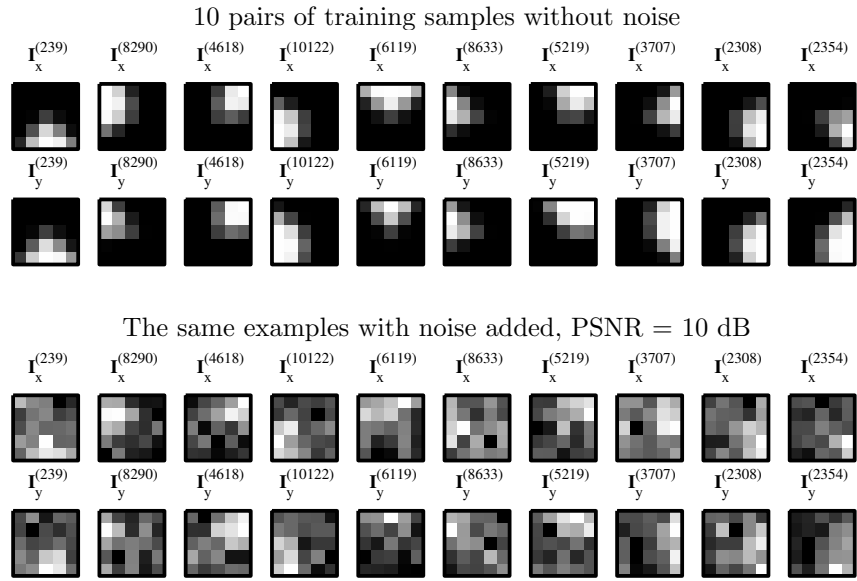 10 pairs of training samples without noise
I_x^(239) I_x^(8290) I_x^(4618) I_x^(10122) I_x^(6119) I_x^(8633) I_x^(5219) I_x^(3707) I_x^(2308) I_x^(2354)
I_y^(239) I_y^(8290) I_y^(4618) I_y^(10122) I_y^(6119) I_y^(8633) I_y^(5219) I_y^(3707) I_y^(2308) I_y^(2354)
The same examples with noise added, PSNR = 10 dB
I_x^(239) I_x^(8290) I_x^(4618) I_x^(10122) I_x^(6119) I_x^(8633) I_x^(5219) I_x^(3707) I_x^(2308) I_x^(2354)
I_y^(239) I_y^(8290) I_y^(4618) I_y^(10122) I_y^(6119) I_y^(8633) I_y^(5219) I_y^(3707) I_y^(2308) I_y^(2354)